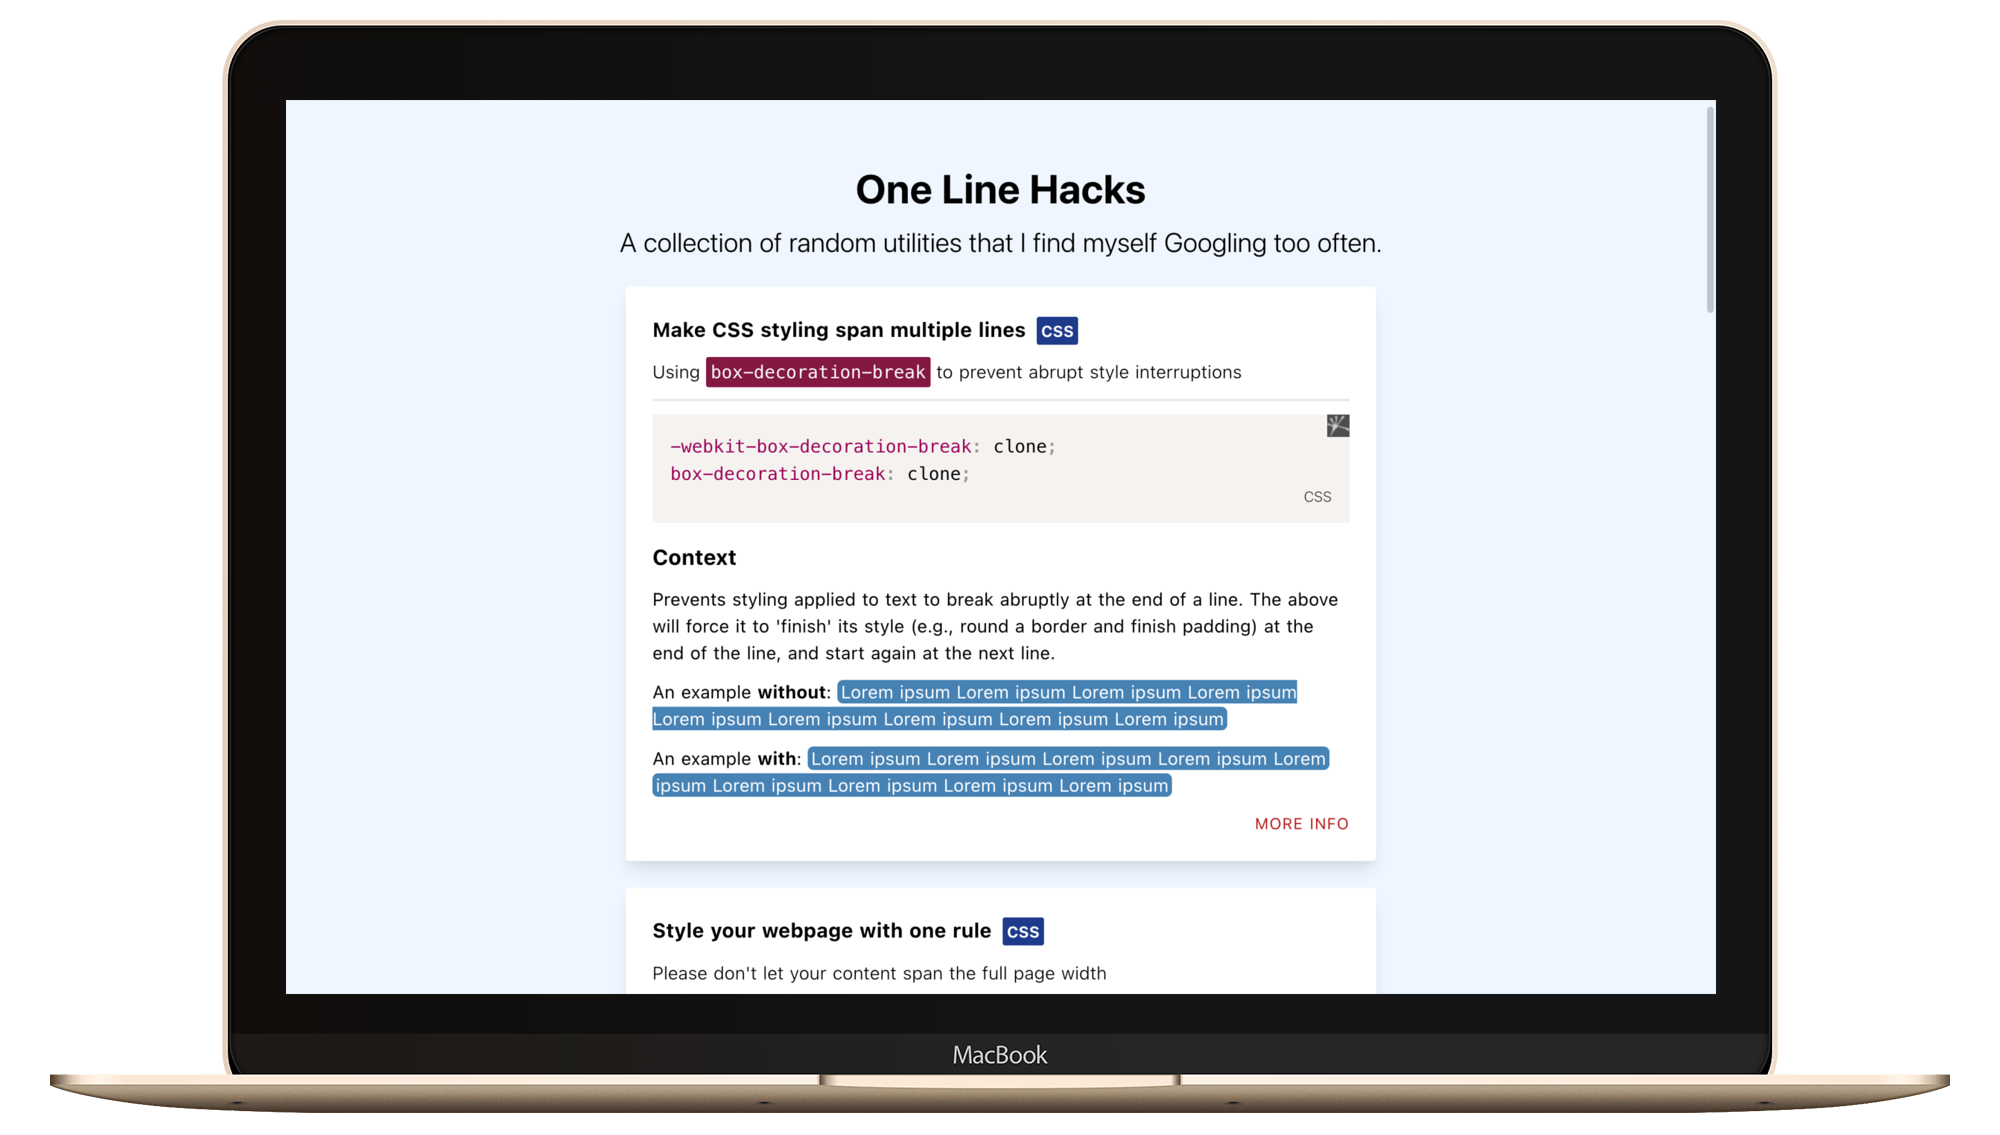 One Line Hacks
A collection of random utilities that I find myself Googling too often.
Make CSS styling span multiple lines CSS
Using box-decoration-break to prevent abrupt style interruptions
-webkit-box-decoration-break: clone;
box-decoration-break: clone;
CSS
Context
Prevents styling applied to text to break abruptly at the end of a line. The above
will force it to 'finish' its style (e.g., round a border and finish padding) at the
end of the line, and start again at the next line.
An example without: Lorem ipsum Lorem ipsum Lorem ipsum Lorem ipsum
Lorem ipsum Lorem ipsum Lorem ipsum Lorem ipsum Lorem ipsum
An example with: Lorem ipsum Lorem ipsum Lorem ipsum Lorem ipsum Lorem
ipsum Lorem ipsum Lorem ipsum Lorem ipsum Lorem ipsum
MORE INFO
Style your webpage with one rule CSS
Please don't let your content span the full page width
MacBook